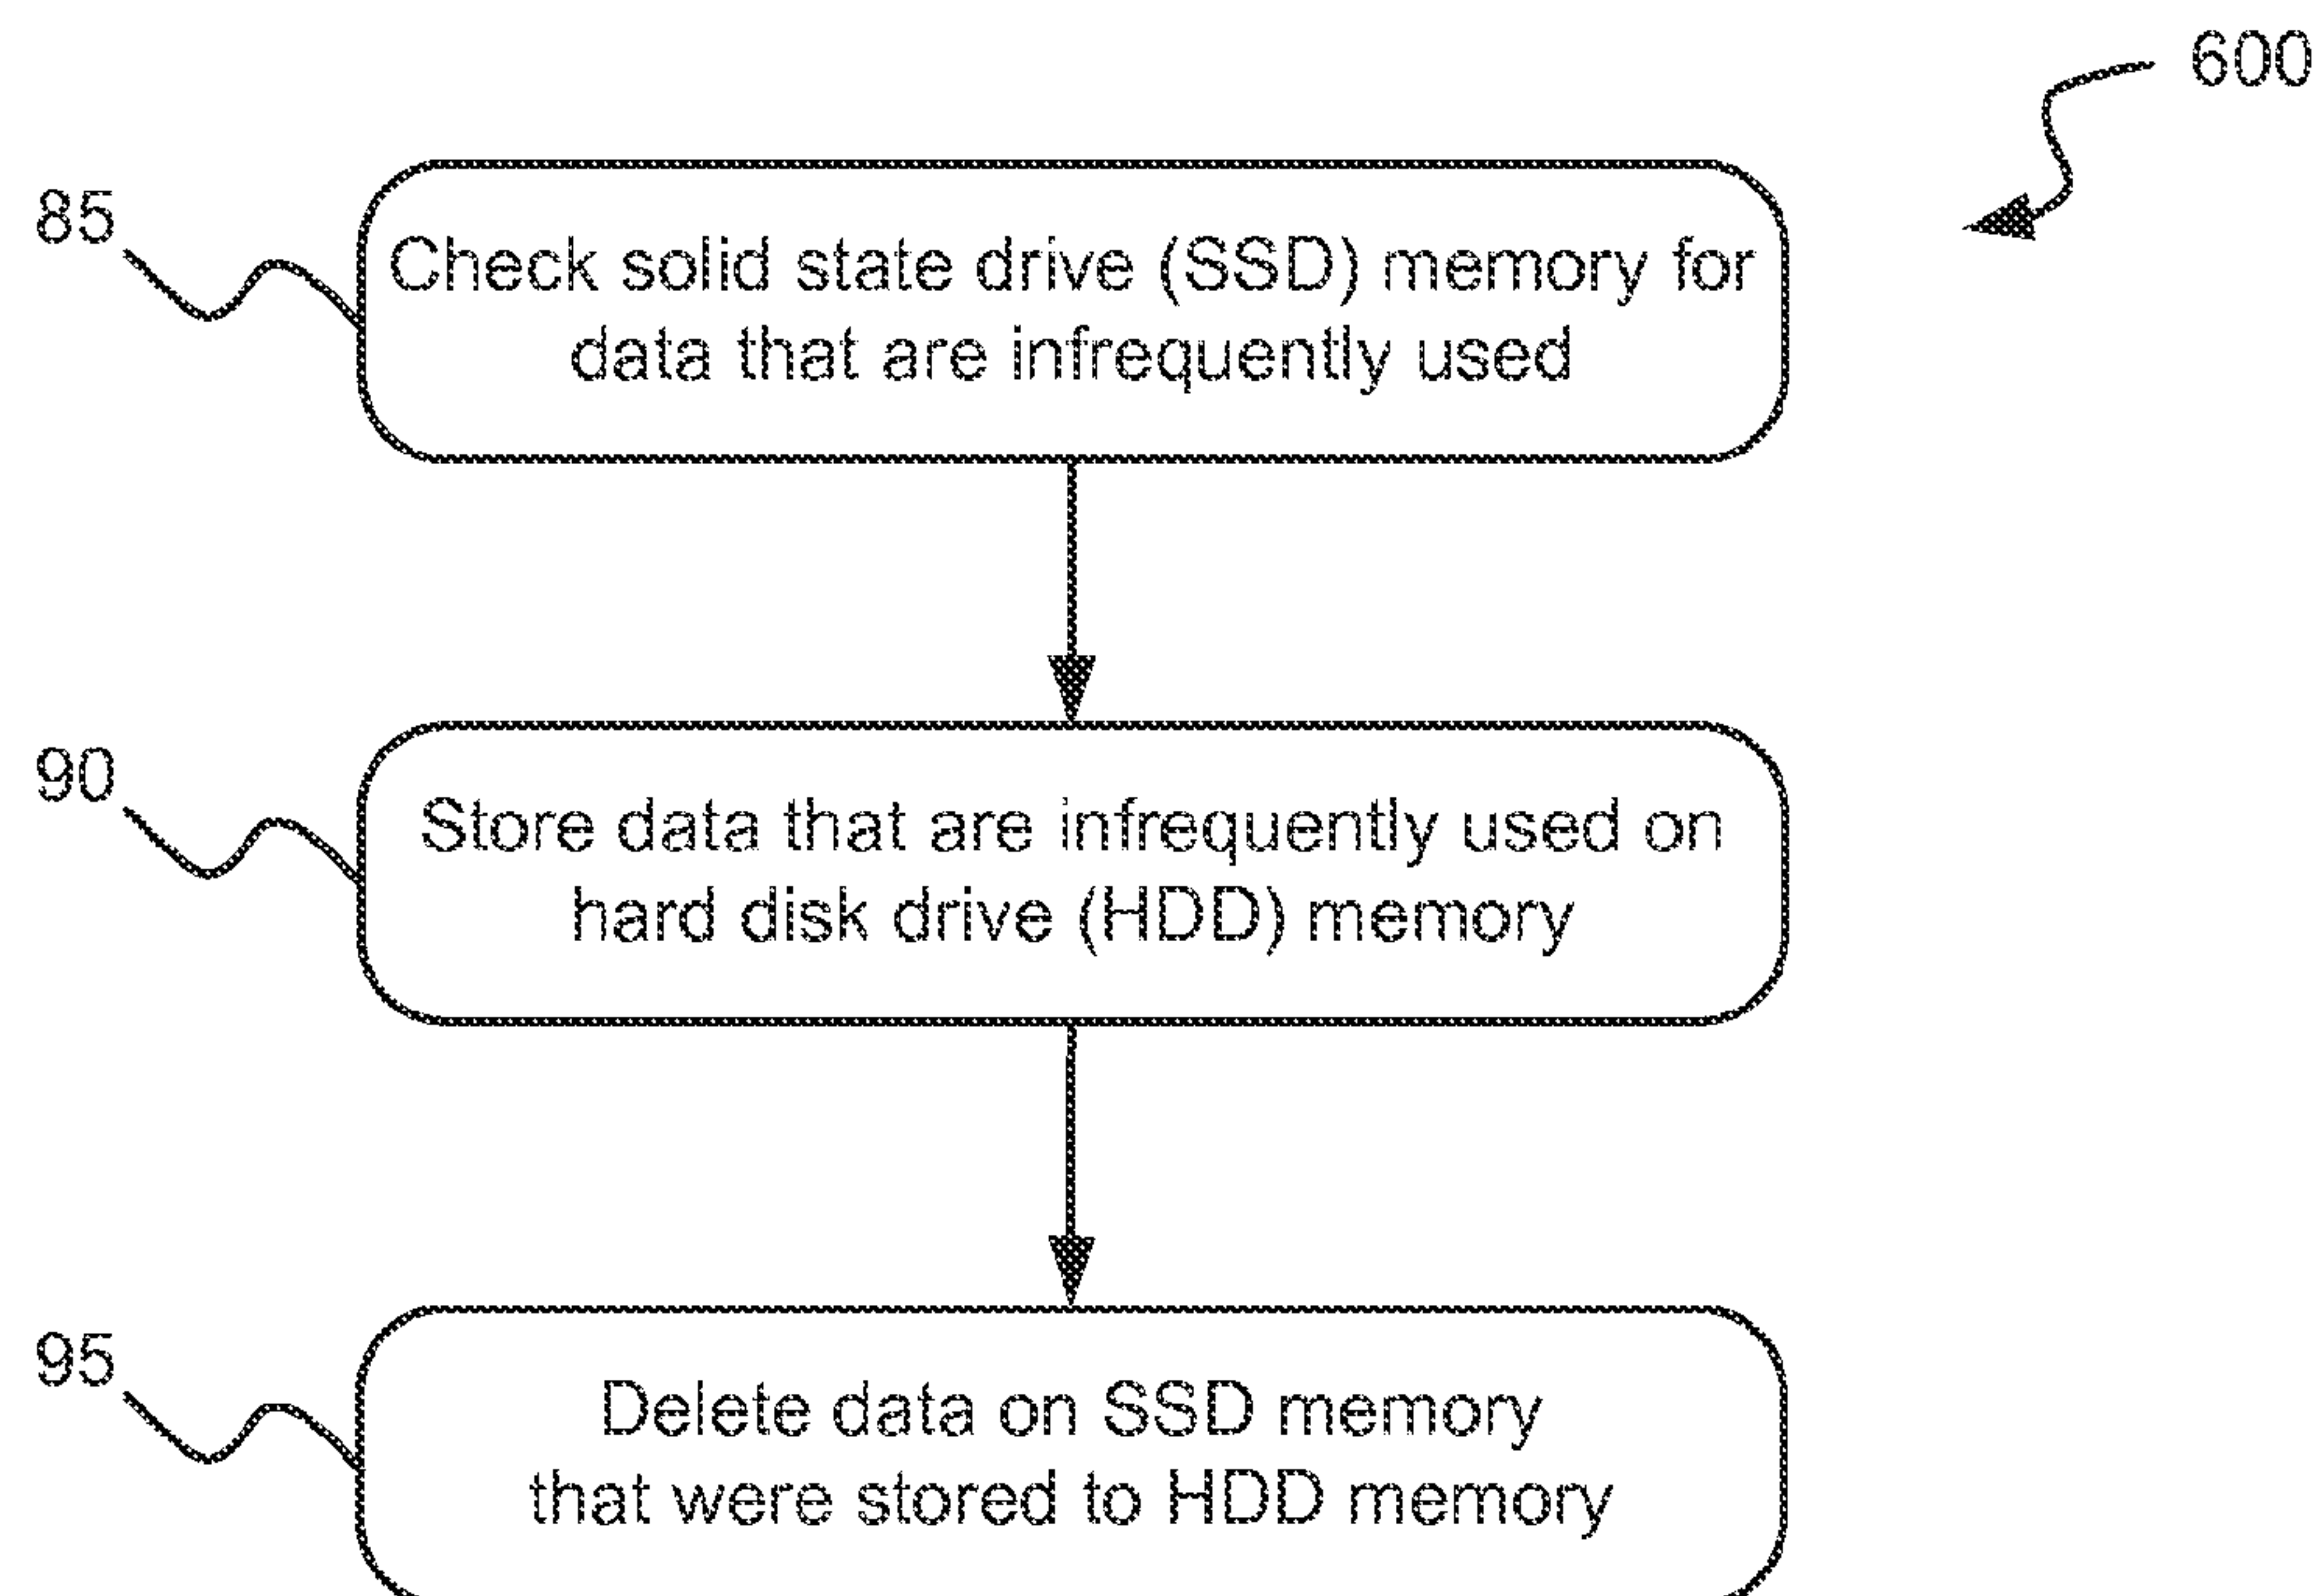 600
85
Check solid state drive (SSD) memory for
data that are infrequently used
90
Store data that are infrequently used on
hard disk drive (HDD) memory
95
Delete data on SSD memory
that were stored to HDD memory